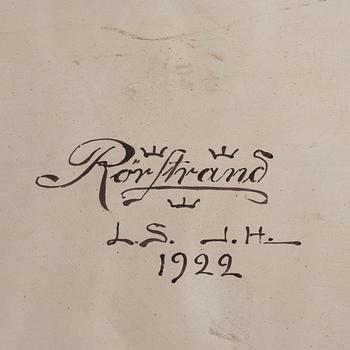 Rörstrand
L.S. J.H.
1922